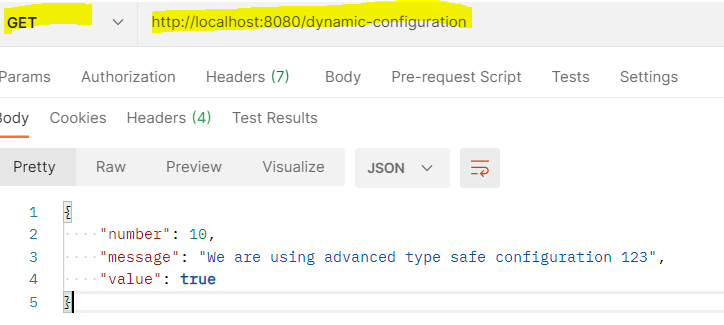 GET http://localhost:8080/dynamic-configuration
Params Authorization Headers (7) Body Pre-request Script Tests Settings
Body Cookies Headers (4) Test Results
Pretty Raw Preview Visualize JSON
1 {
2 "number": 10,
3 "message": "We are using advanced type safe configuration 123",
4 "value": true
5 }